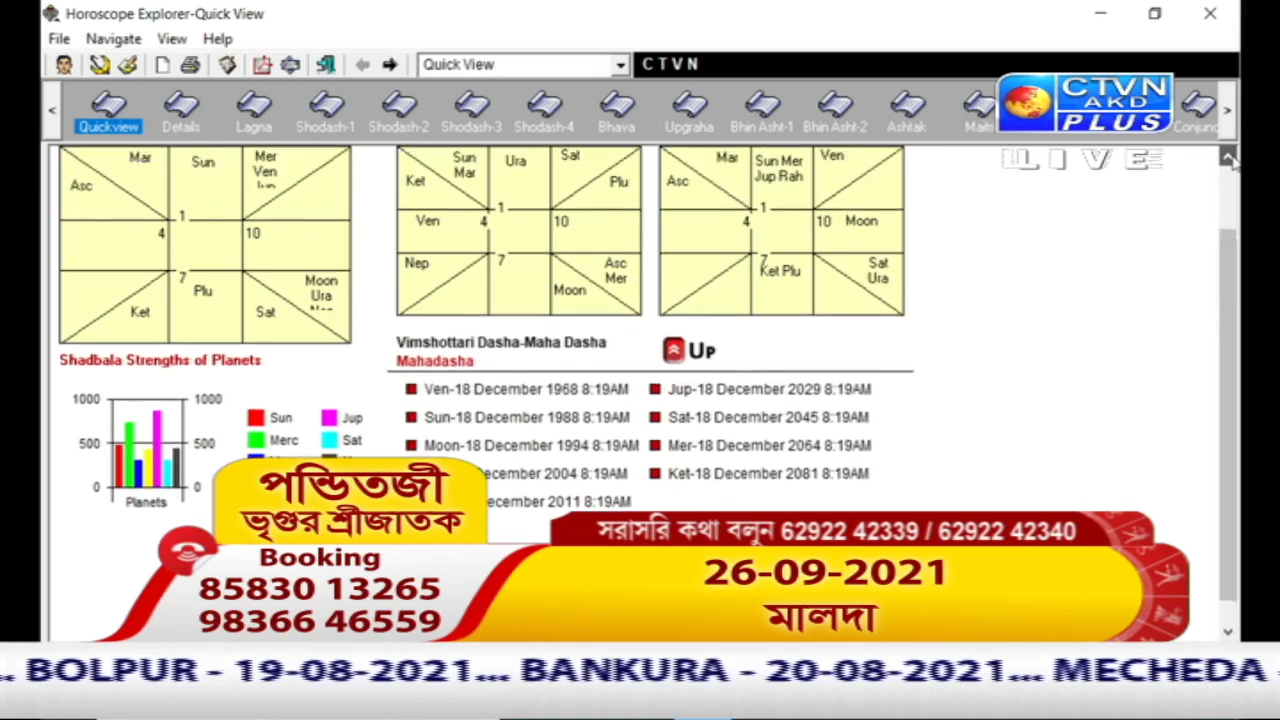 Horoscope Explorer-Quick View
File Navigate View Help
Quick View
CTVN
Quickview Details Lagna Shodash-1 Shodash-2 Shodash-3 Shodash-4 Bhava Upgraha Bhin Asht-1 Bhin Asht-2 Ashtak
CTVN
AKD
PLUS
LIVE
Mar Sun Mer
Ven
Asc
1
4 10
7
Plu
Moon
Ura
Ket Sat
Sun Ura Sat
Mar
Ket Plu
1
Ven 4 10
Nep 7 Asc
Mer
Moon
Mar Sun Mer Ven
Jup Rah
Asc
1
4 10 Moon
7
Ket Plu
Sat
Ura
Shadbala Strengths of Planets
1000 1000
500 500
0 0
Planets
Sun Jup
Merc Sat
Vimshottari Dasha-Maha Dasha
Mahadasha
Up
Ven-18 December 1968 8:19AM Jup-18 December 2029 8:19AM
Sun-18 December 1988 8:19AM Sat-18 December 2045 8:19AM
Moon-18 December 1994 8:19AM Mer-18 December 2064 8:19AM
December 2004 8:19AM Ket-18 December 2081 8:19AM
December 2011 8:19AM
পন্ডিতজী
ভৃগুর শ্রীজাতক
Booking
85830 13265
98366 46559
সরাসরি কথা বলুন 62922 42339 / 62922 42340
26-09-2021
মালদা
.. BOLPUR - 19-08-2021... BANKURA - 20-08-2021... MECHEDA -